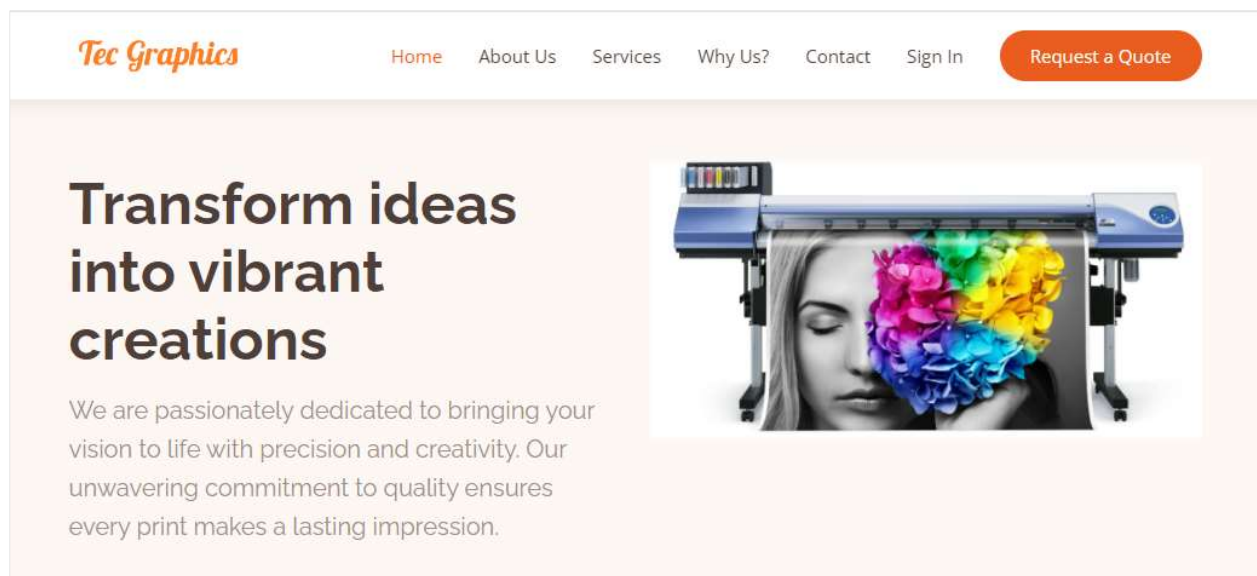 Tec Graphics
Home
About Us
Services
Why Us?
Contact
Sign In
Request a Quote
Transform ideas
into vibrant
creations
We are passionately dedicated to bringing your
vision to life with precision and creativity. Our
unwavering commitment to quality ensures
every print makes a lasting impression.